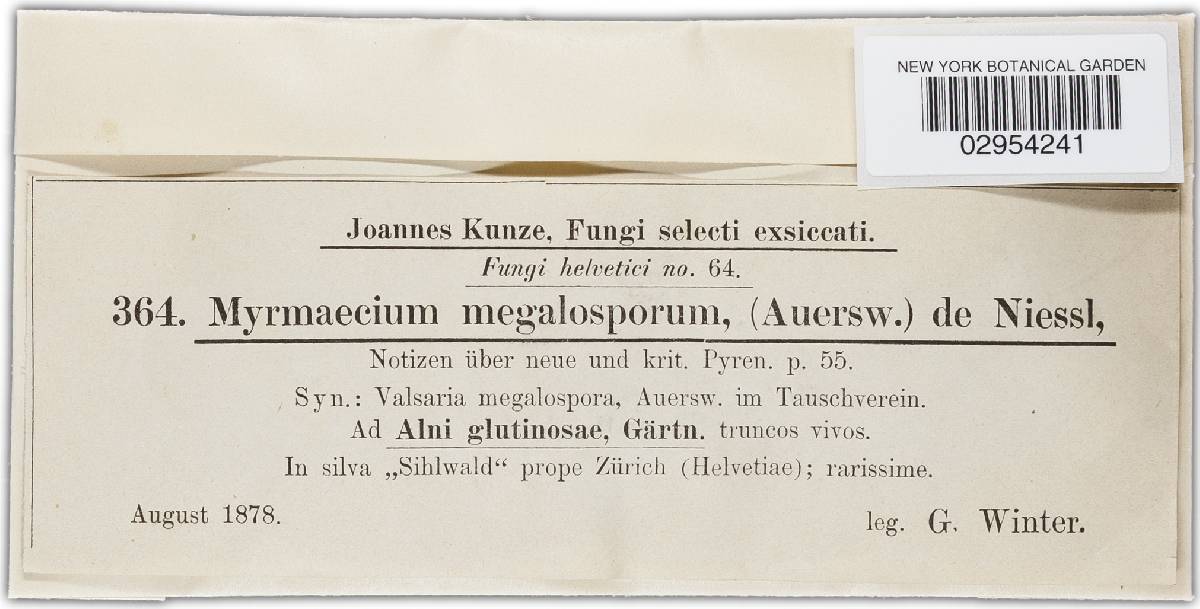 NEW YORK BOTANICAL GARDEN
02954241
Joannes Kunze, Fungi selecti exsiccati.
Fungi helvetici no. 64.
364. Myrmaecium megalosporum, (Auersw.) de Niessl,
Notizen über neue und krit. Pyren. p. 55.
Syn.: Valsaria megalospora, Auersw. im Tauschverein.
Ad Alni glutinosae, Gärtn. truncos vivos.
In silva „Sihlwald“ prope Zürich (Helvetiae); rarissime.
August 1878.
leg. G. Winter.